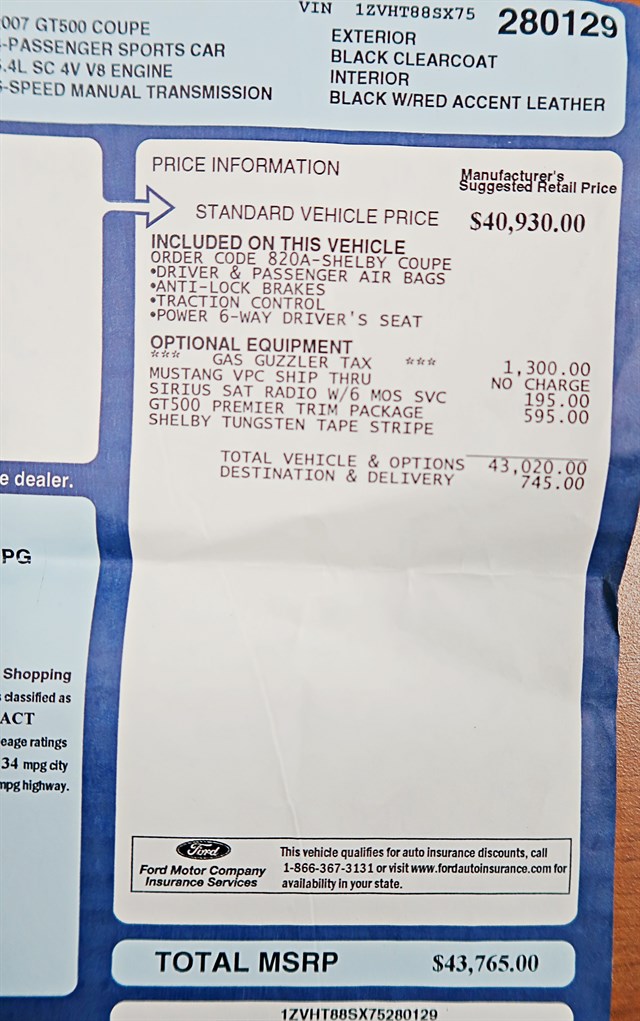 VIN 1ZVHT88SX75 280129
007 GT500 COUPE
-PASSENGER SPORTS CAR
.4L SC 4V V8 ENGINE
-SPEED MANUAL TRANSMISSION
EXTERIOR
BLACK CLEARCOAT
INTERIOR
BLACK W/RED ACCENT LEATHER
PRICE INFORMATION
Manufacturer's
Suggested Retail Price
STANDARD VEHICLE PRICE $40,930.00
INCLUDED ON THIS VEHICLE
ORDER CODE 820A-SHELBY COUPE
•DRIVER & PASSENGER AIR BAGS
•ANTI-LOCK BRAKES
•TRACTION CONTROL
•POWER 6-WAY DRIVER'S SEAT
OPTIONAL EQUIPMENT
*** GAS GUZZLER TAX *** 1,300.00
MUSTANG VPC SHIP THRU NO CHARGE
SIRIUS SAT RADIO W/6 MOS SVC 195.00
GT500 PREMIER TRIM PACKAGE 595.00
SHELBY TUNGSTEN TAPE STRIPE
TOTAL VEHICLE & OPTIONS 43,020.00
DESTINATION & DELIVERY 745.00
e dealer.
PG
Shopping
classified as
ACT
eage ratings
34 mpg city
mpg highway.
Ford
Ford Motor Company
Insurance Services
This vehicle qualifies for auto insurance discounts, call
1-866-367-3131 or visit www.fordautoinsurance.com for
availability in your state.
TOTAL MSRP $43,765.00
1ZVHT88SX75280129